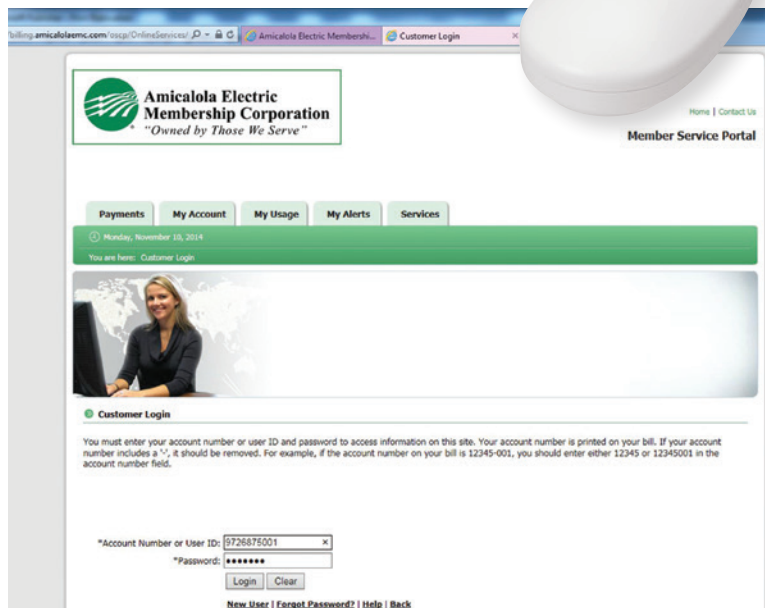 billing.amicalolaemc.com/oscp/OnlineServices/
Amicalola Electric Membershi...
Customer Login
Amicalola Electric
Membership Corporation
"Owned by Those We Serve"
Home | Contact Us
Member Service Portal
Payments
My Account
My Usage
My Alerts
Services
Monday, November 10, 2014
You are here: Customer Login
Customer Login
You must enter your account number or user ID and password to access information on this site. Your account number is printed on your bill. If your account
number includes a '-', it should be removed. For example, if the account number on your bill is 12345-001, you should enter either 12345 or 12345001 in the
account number field.
*Account Number or User ID: 9726875001
*Password: •••••••
Login Clear
New User | Forgot Password? | Help | Back